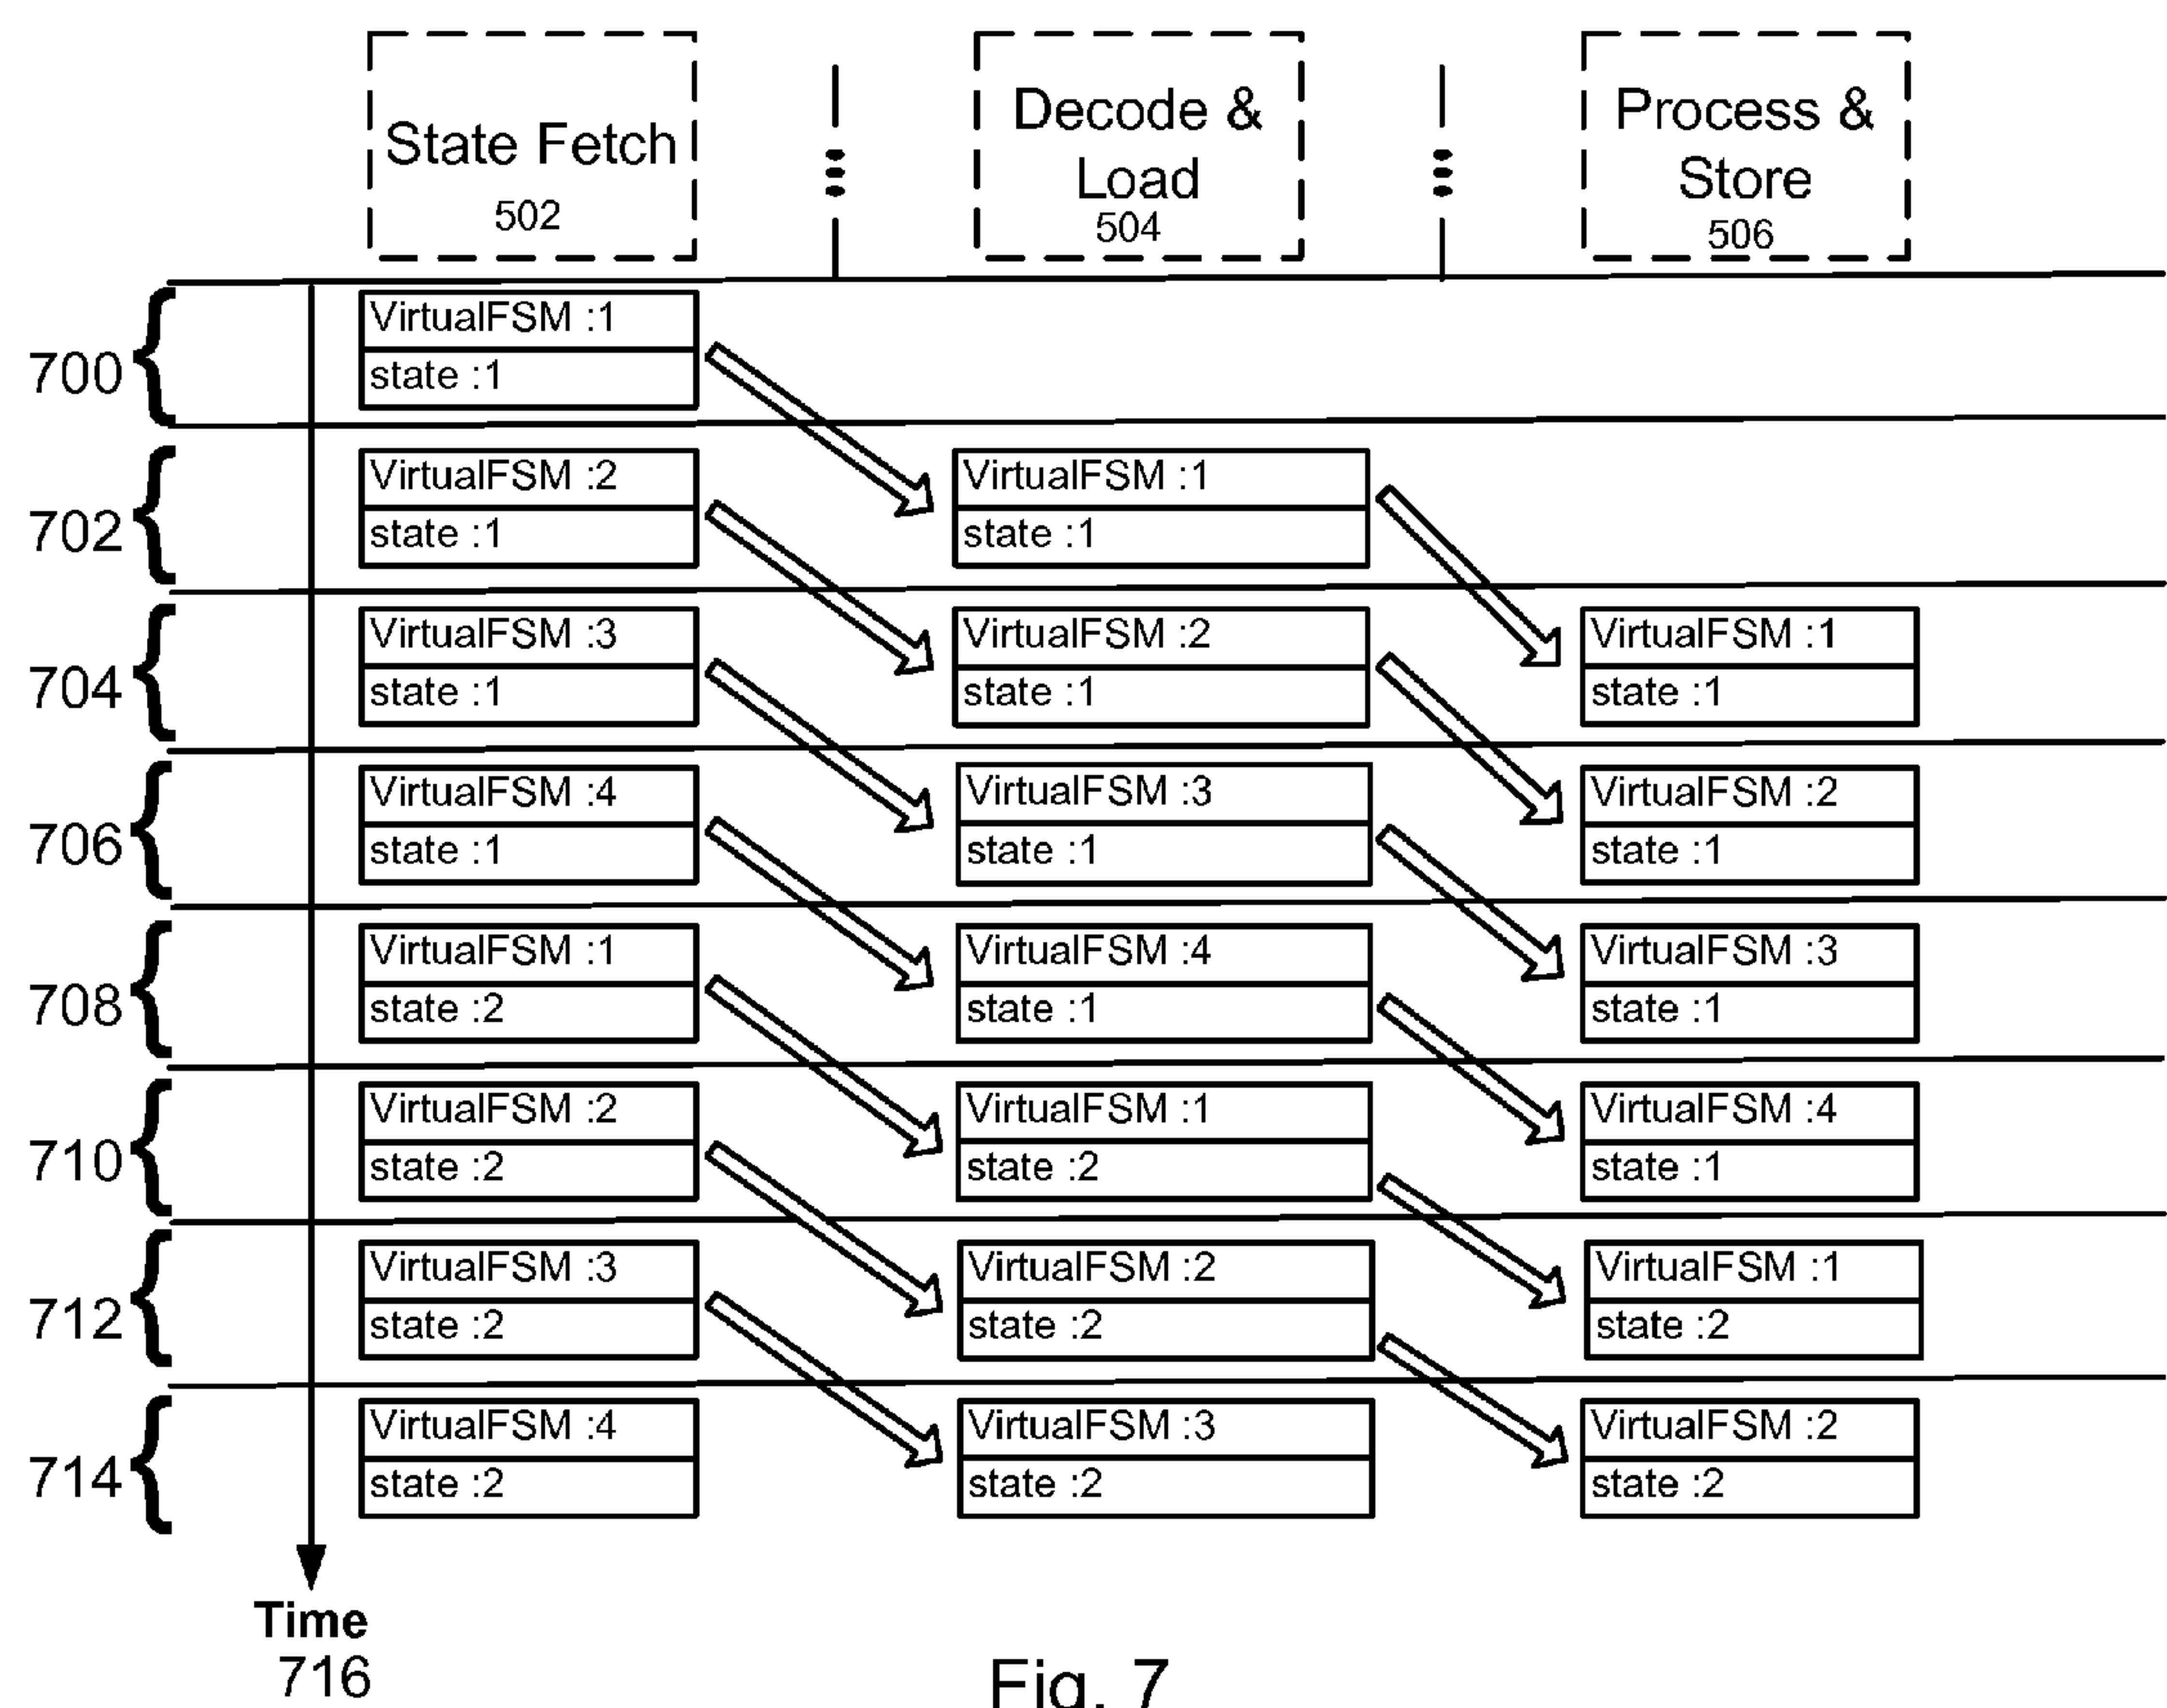 State Fetch
502
Decode &
Load
504
Process &
Store
506
700
VirtualFSM :1
state :1
702
VirtualFSM :2
state :1
VirtualFSM :1
state :1
704
VirtualFSM :3
state :1
VirtualFSM :2
state :1
VirtualFSM :1
state :1
706
VirtualFSM :4
state :1
VirtualFSM :3
state :1
VirtualFSM :2
state :1
708
VirtualFSM :1
state :2
VirtualFSM :4
state :1
VirtualFSM :3
state :1
710
VirtualFSM :2
state :2
VirtualFSM :1
state :2
VirtualFSM :4
state :1
712
VirtualFSM :3
state :2
VirtualFSM :2
state :2
VirtualFSM :1
state :2
714
VirtualFSM :4
state :2
VirtualFSM :3
state :2
VirtualFSM :2
state :2
Time
716
Fig. 7